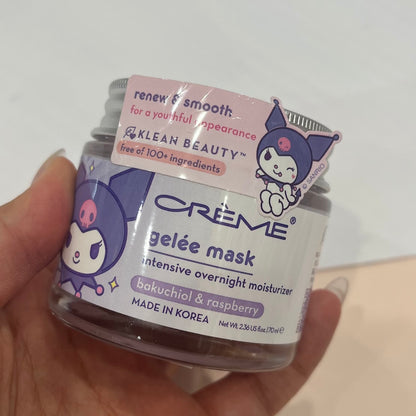 renew & smooth
for a youthful appearance
KLEAN BEAUTY™
free of 100+ ingredients
© SANRIO
CRÈME®
gelée mask
intensive overnight moisturizer
bakuchiol & raspberry
MADE IN KOREA
Net Wt. 2.36 US fl oz. / 70 ml ℮